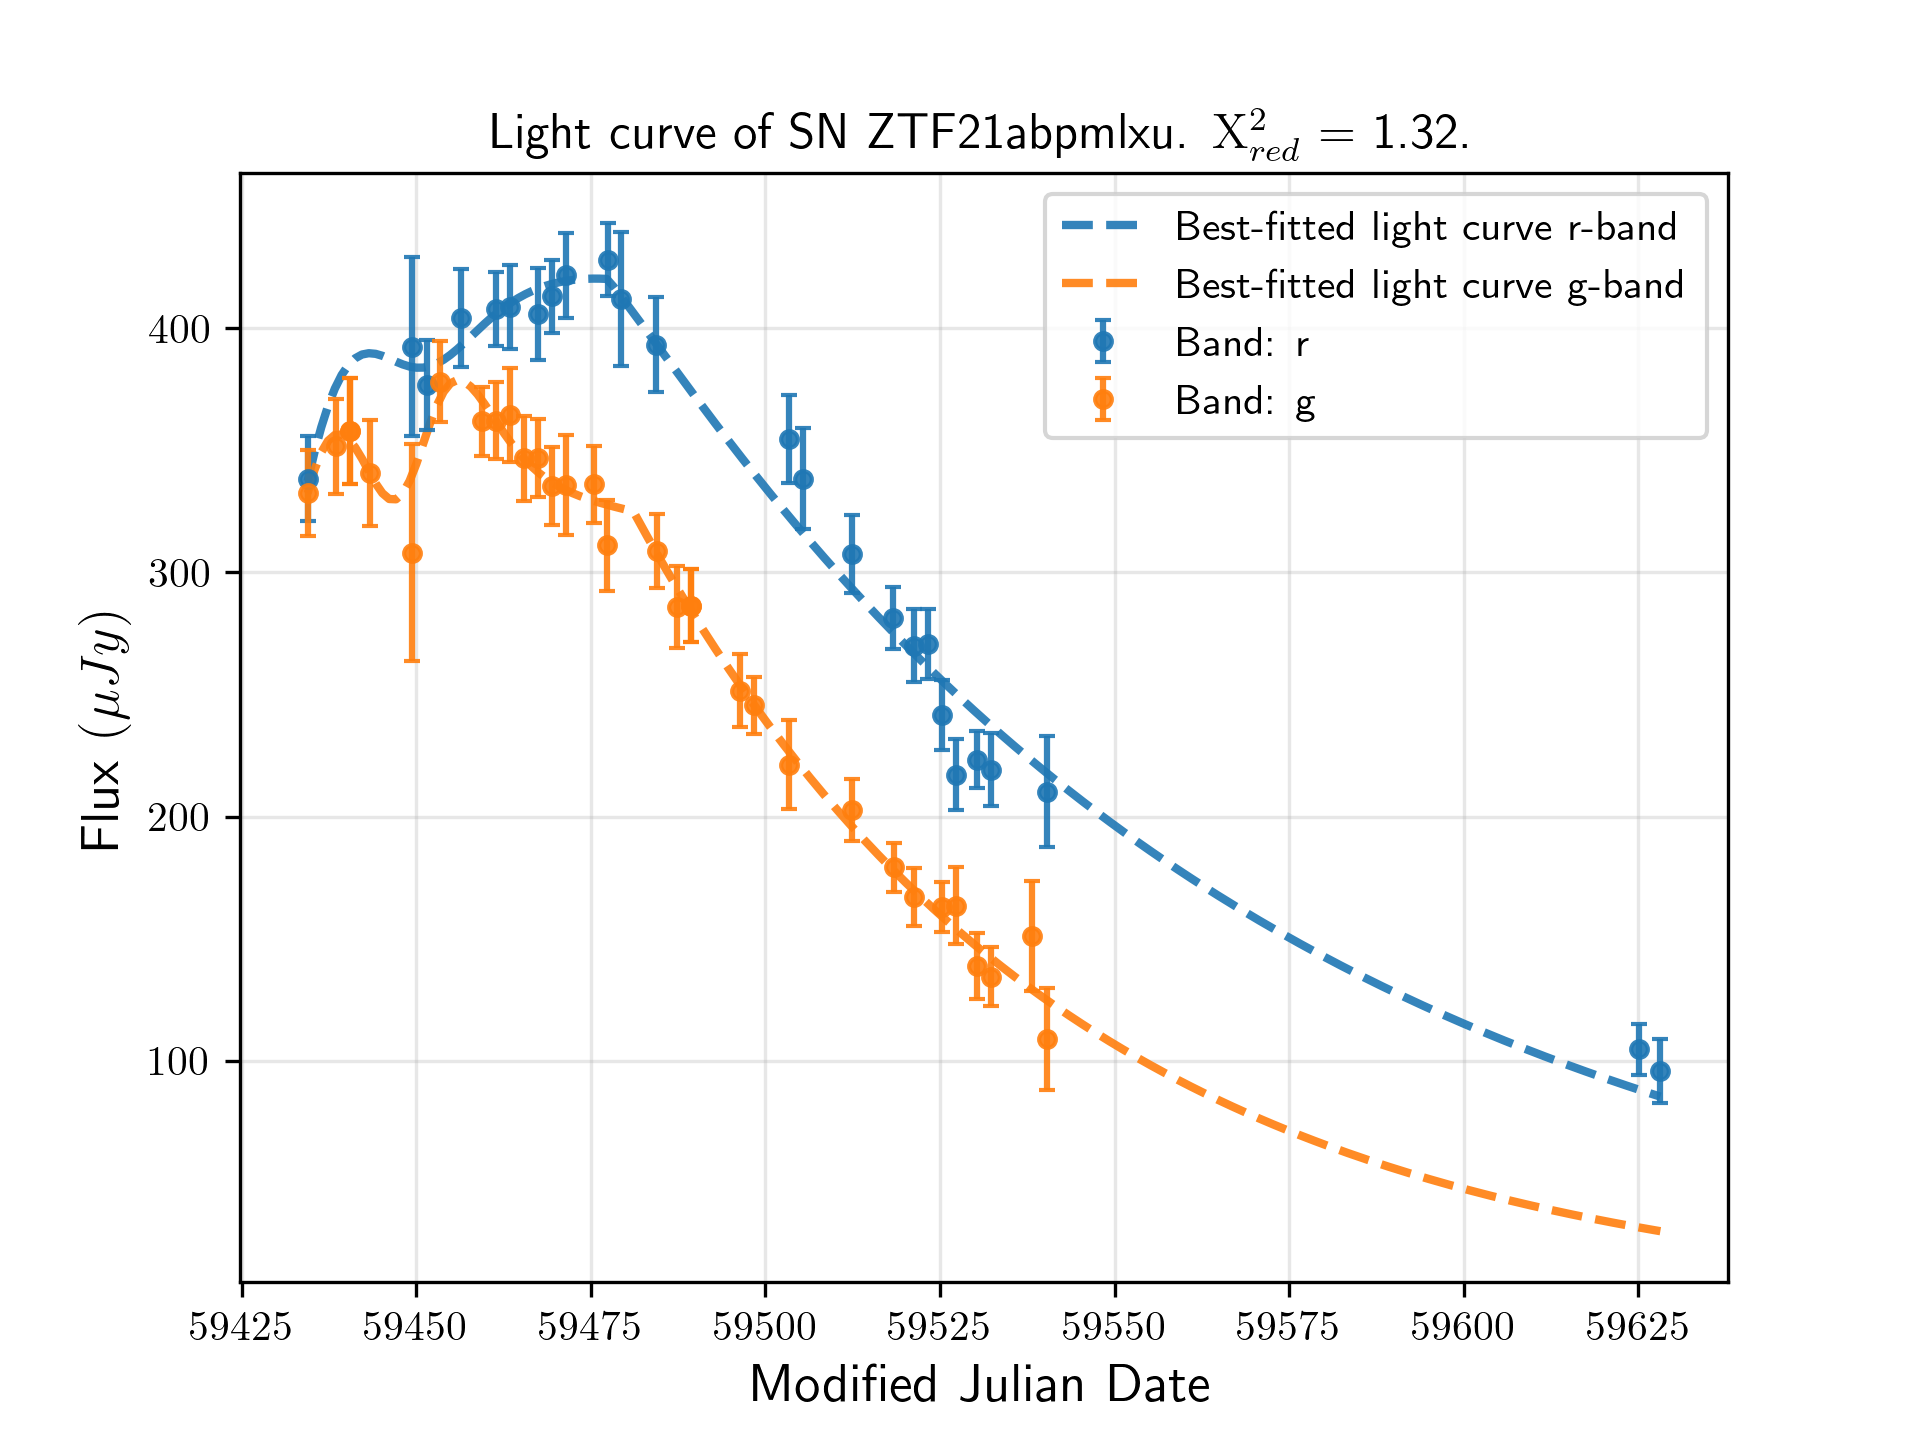 Light curve of SN ZTF21abpmlxu. X²red = 1.32.
Best-fitted light curve r-band
Best-fitted light curve g-band
Band: r
Band: g
Flux (μJy)
400
300
200
100
59425 59450 59475 59500 59525 59550 59575 59600 59625
Modified Julian Date